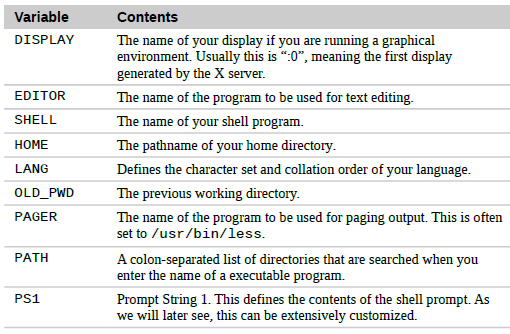 Variable Contents
DISPLAY The name of your display if you are running a graphical
environment. Usually this is “:0”, meaning the first display
generated by the X server.
EDITOR The name of the program to be used for text editing.
SHELL The name of your shell program.
HOME The pathname of your home directory.
LANG Defines the character set and collation order of your language.
OLD_PWD The previous working directory.
PAGER The name of the program to be used for paging output. This is often
set to /usr/bin/less.
PATH A colon-separated list of directories that are searched when you
enter the name of a executable program.
PS1 Prompt String 1. This defines the contents of the shell prompt. As
we will later see, this can be extensively customized.